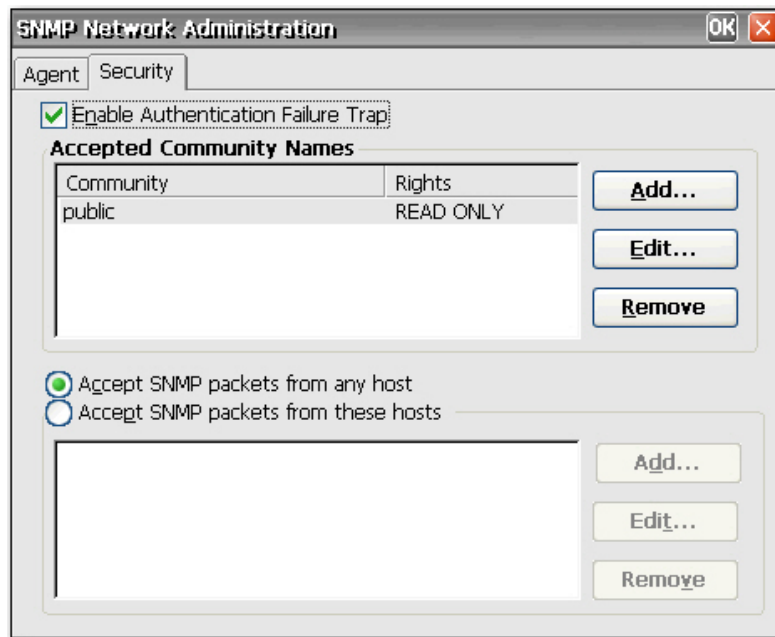 SNMP Network Administration OK
Agent Security
Enable Authentication Failure Trap
Accepted Community Names
Community Rights
public READ ONLY
Add...
Edit...
Remove
Accept SNMP packets from any host
Accept SNMP packets from these hosts
Add...
Edit...
Remove